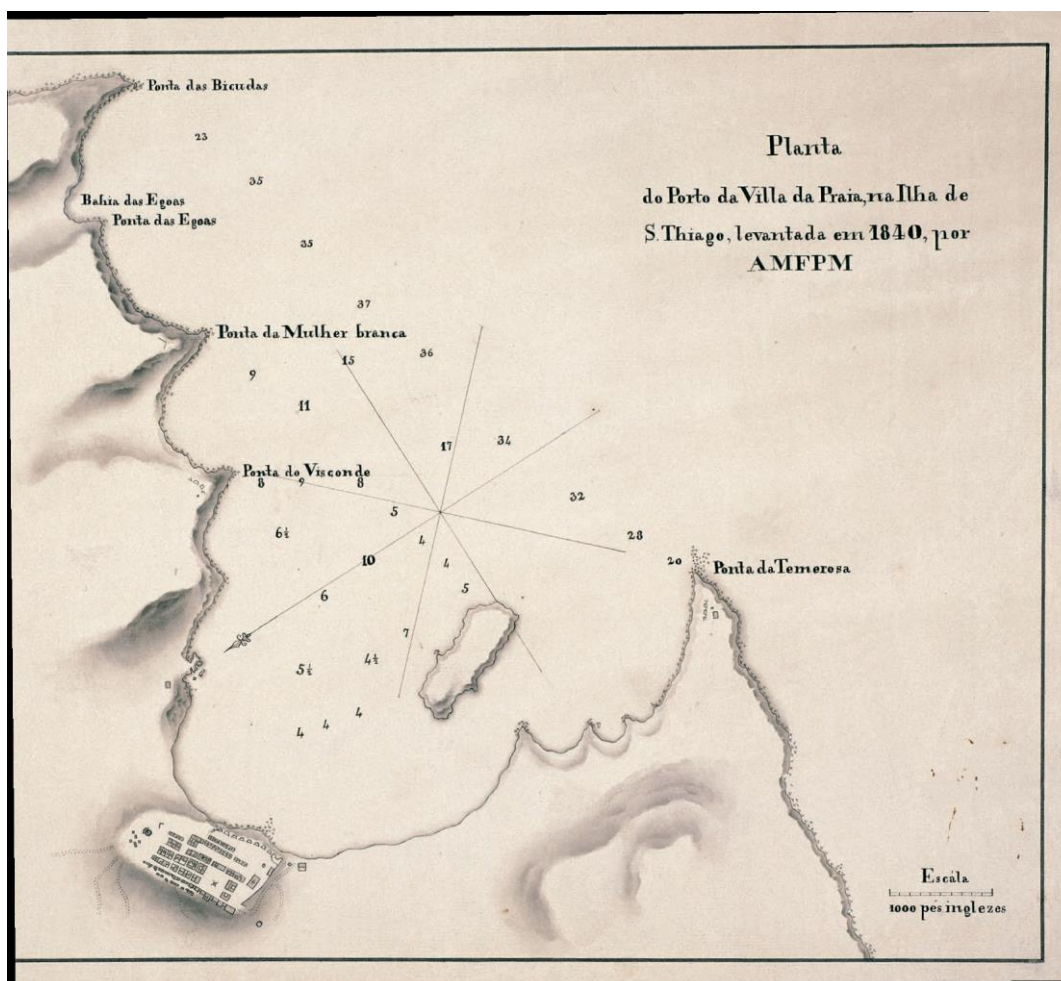 Ponta das Bicudas
23
Planta
35
do Porto da Villa da Praia, na Ilha de
Bahia das Egoas
Ponta das Egoas
S. Thiago, levantada em 1840, por
35
AMFPM
37
Ponta da Mulher branca
36
15
9
11
17
34
Ponta do Visconde
8 9 8
32
5
6½
4
28
10
4
20
Ponta da Temerosa
5
6
7
4½
5½
4
4
4
Escála
1000 pés inglezes